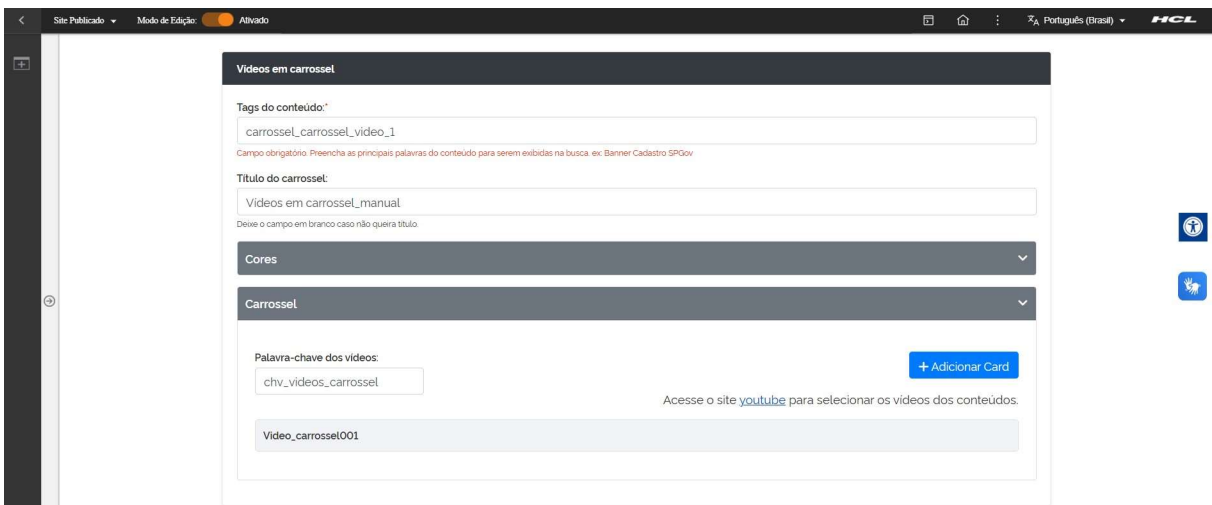 Site Publicado
Modo de Edição:
Ativado
Português (Brasil)
HCL
Vídeos em carrossel
Tags do conteúdo:*
carrossel_carrossel_video_1
Campo obrigatório. Preencha as principais palavras do conteúdo para serem exibidas na busca. ex: Banner Cadastro SPGov
Título do carrossel:
Vídeos em carrossel_manual
Deixe o campo em branco caso não queira título.
Cores
Carrossel
Palavra-chave dos vídeos:
+ Adicionar Card
chv_videos_carrossel
Acesse o site youtube para selecionar os vídeos dos conteúdos.
Video_carrossel001